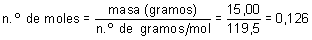 n.º de moles = masa (gramos) / n.º de gramos/mol = 15,00 / 119,5 = 0,126